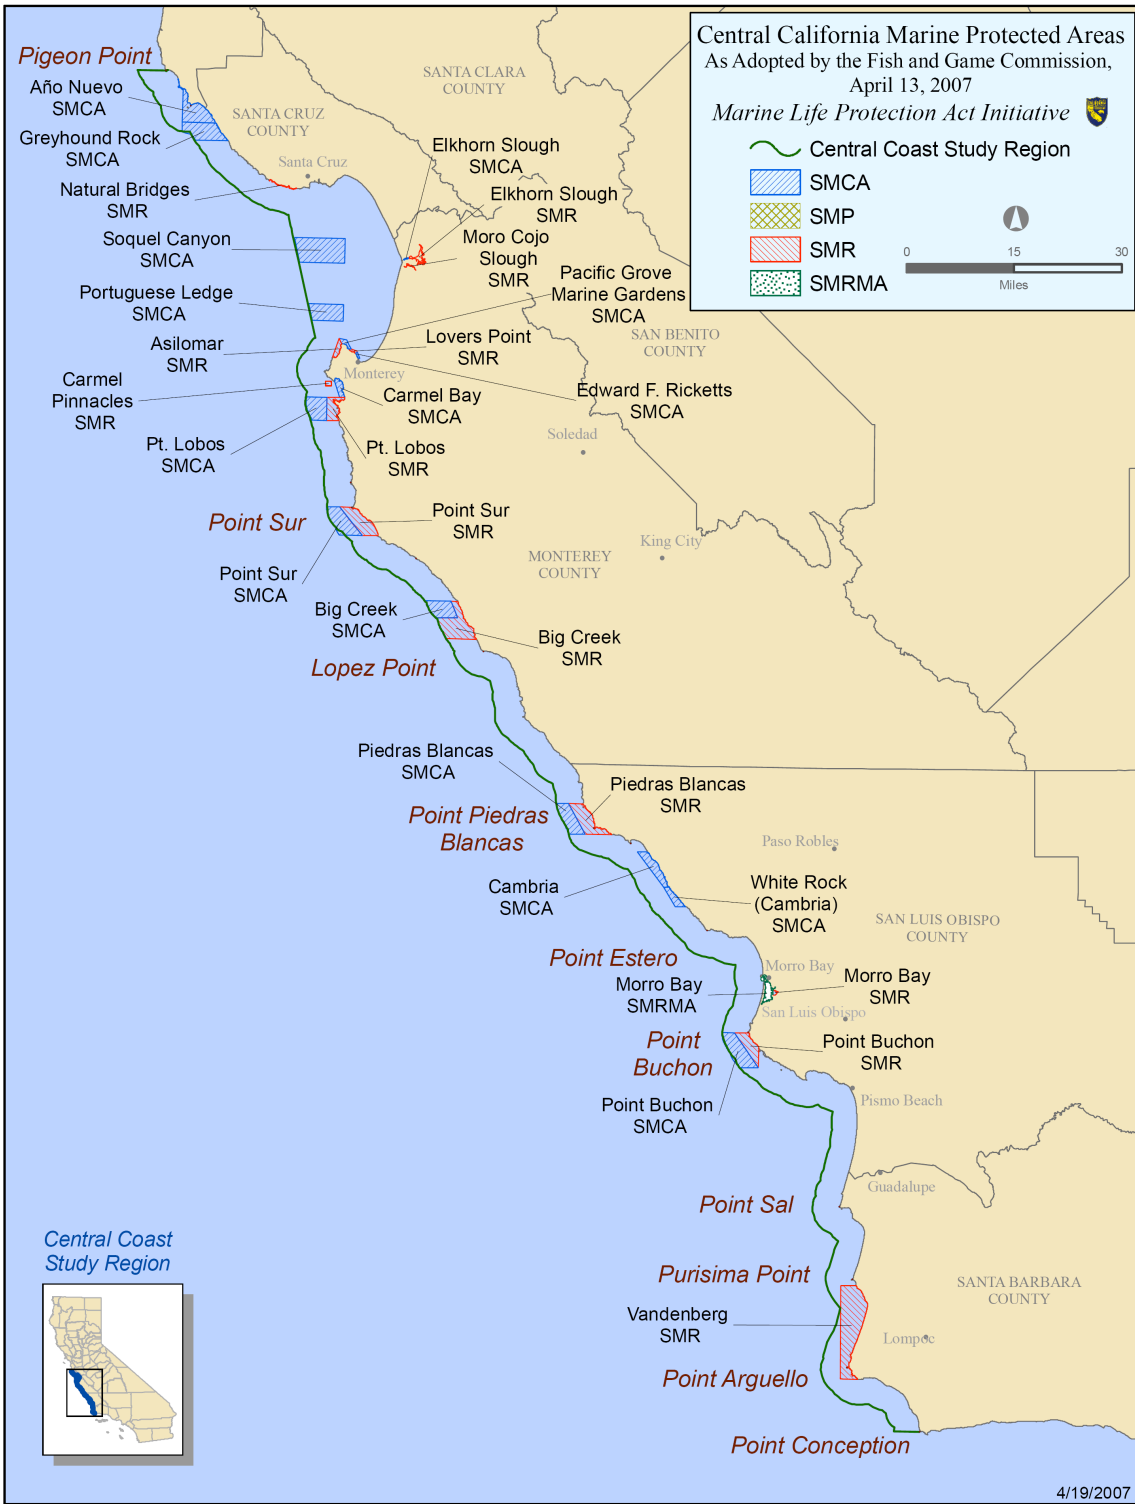 Central California Marine Protected Areas
As Adopted by the Fish and Game Commission,
April 13, 2007
Marine Life Protection Act Initiative
Central Coast Study Region
SMCA
SMP
SMR
SMRMA
0 15 30
Miles
Pigeon Point
Año Nuevo
SMCA
Greyhound Rock
SMCA
SANTA CLARA
COUNTY
SANTA CRUZ
COUNTY
Santa Cruz
Natural Bridges
SMR
Elkhorn Slough
SMCA
Elkhorn Slough
SMR
Moro Cojo
Slough
SMR
Soquel Canyon
SMCA
Pacific Grove
Marine Gardens
SMCA
Portuguese Ledge
SMCA
SAN BENITO
COUNTY
Asilomar
SMR
Lovers Point
SMR
Monterey
Carmel
Pinnacles
SMR
Carmel Bay
SMCA
Edward F. Ricketts
SMCA
Pt. Lobos
SMCA
Pt. Lobos
SMR
Soledad
Point Sur
Point Sur
SMR
King City
MONTEREY
COUNTY
Point Sur
SMCA
Big Creek
SMCA
Big Creek
SMR
Lopez Point
Piedras Blancas
SMCA
Piedras Blancas
SMR
Point Piedras
Blancas
Paso Robles
Cambria
SMCA
White Rock
(Cambria)
SMCA
SAN LUIS OBISPO
COUNTY
Point Estero
Morro Bay
Morro Bay
SMRMA
Morro Bay
SMR
San Luis Obispo
Point
Buchon
Point Buchon
SMR
Point Buchon
SMCA
Pismo Beach
Guadalupe
Point Sal
Central Coast
Study Region
Purisima Point
SANTA BARBARA
COUNTY
Vandenberg
SMR
Lompoc
Point Arguello
Point Conception
4/19/2007